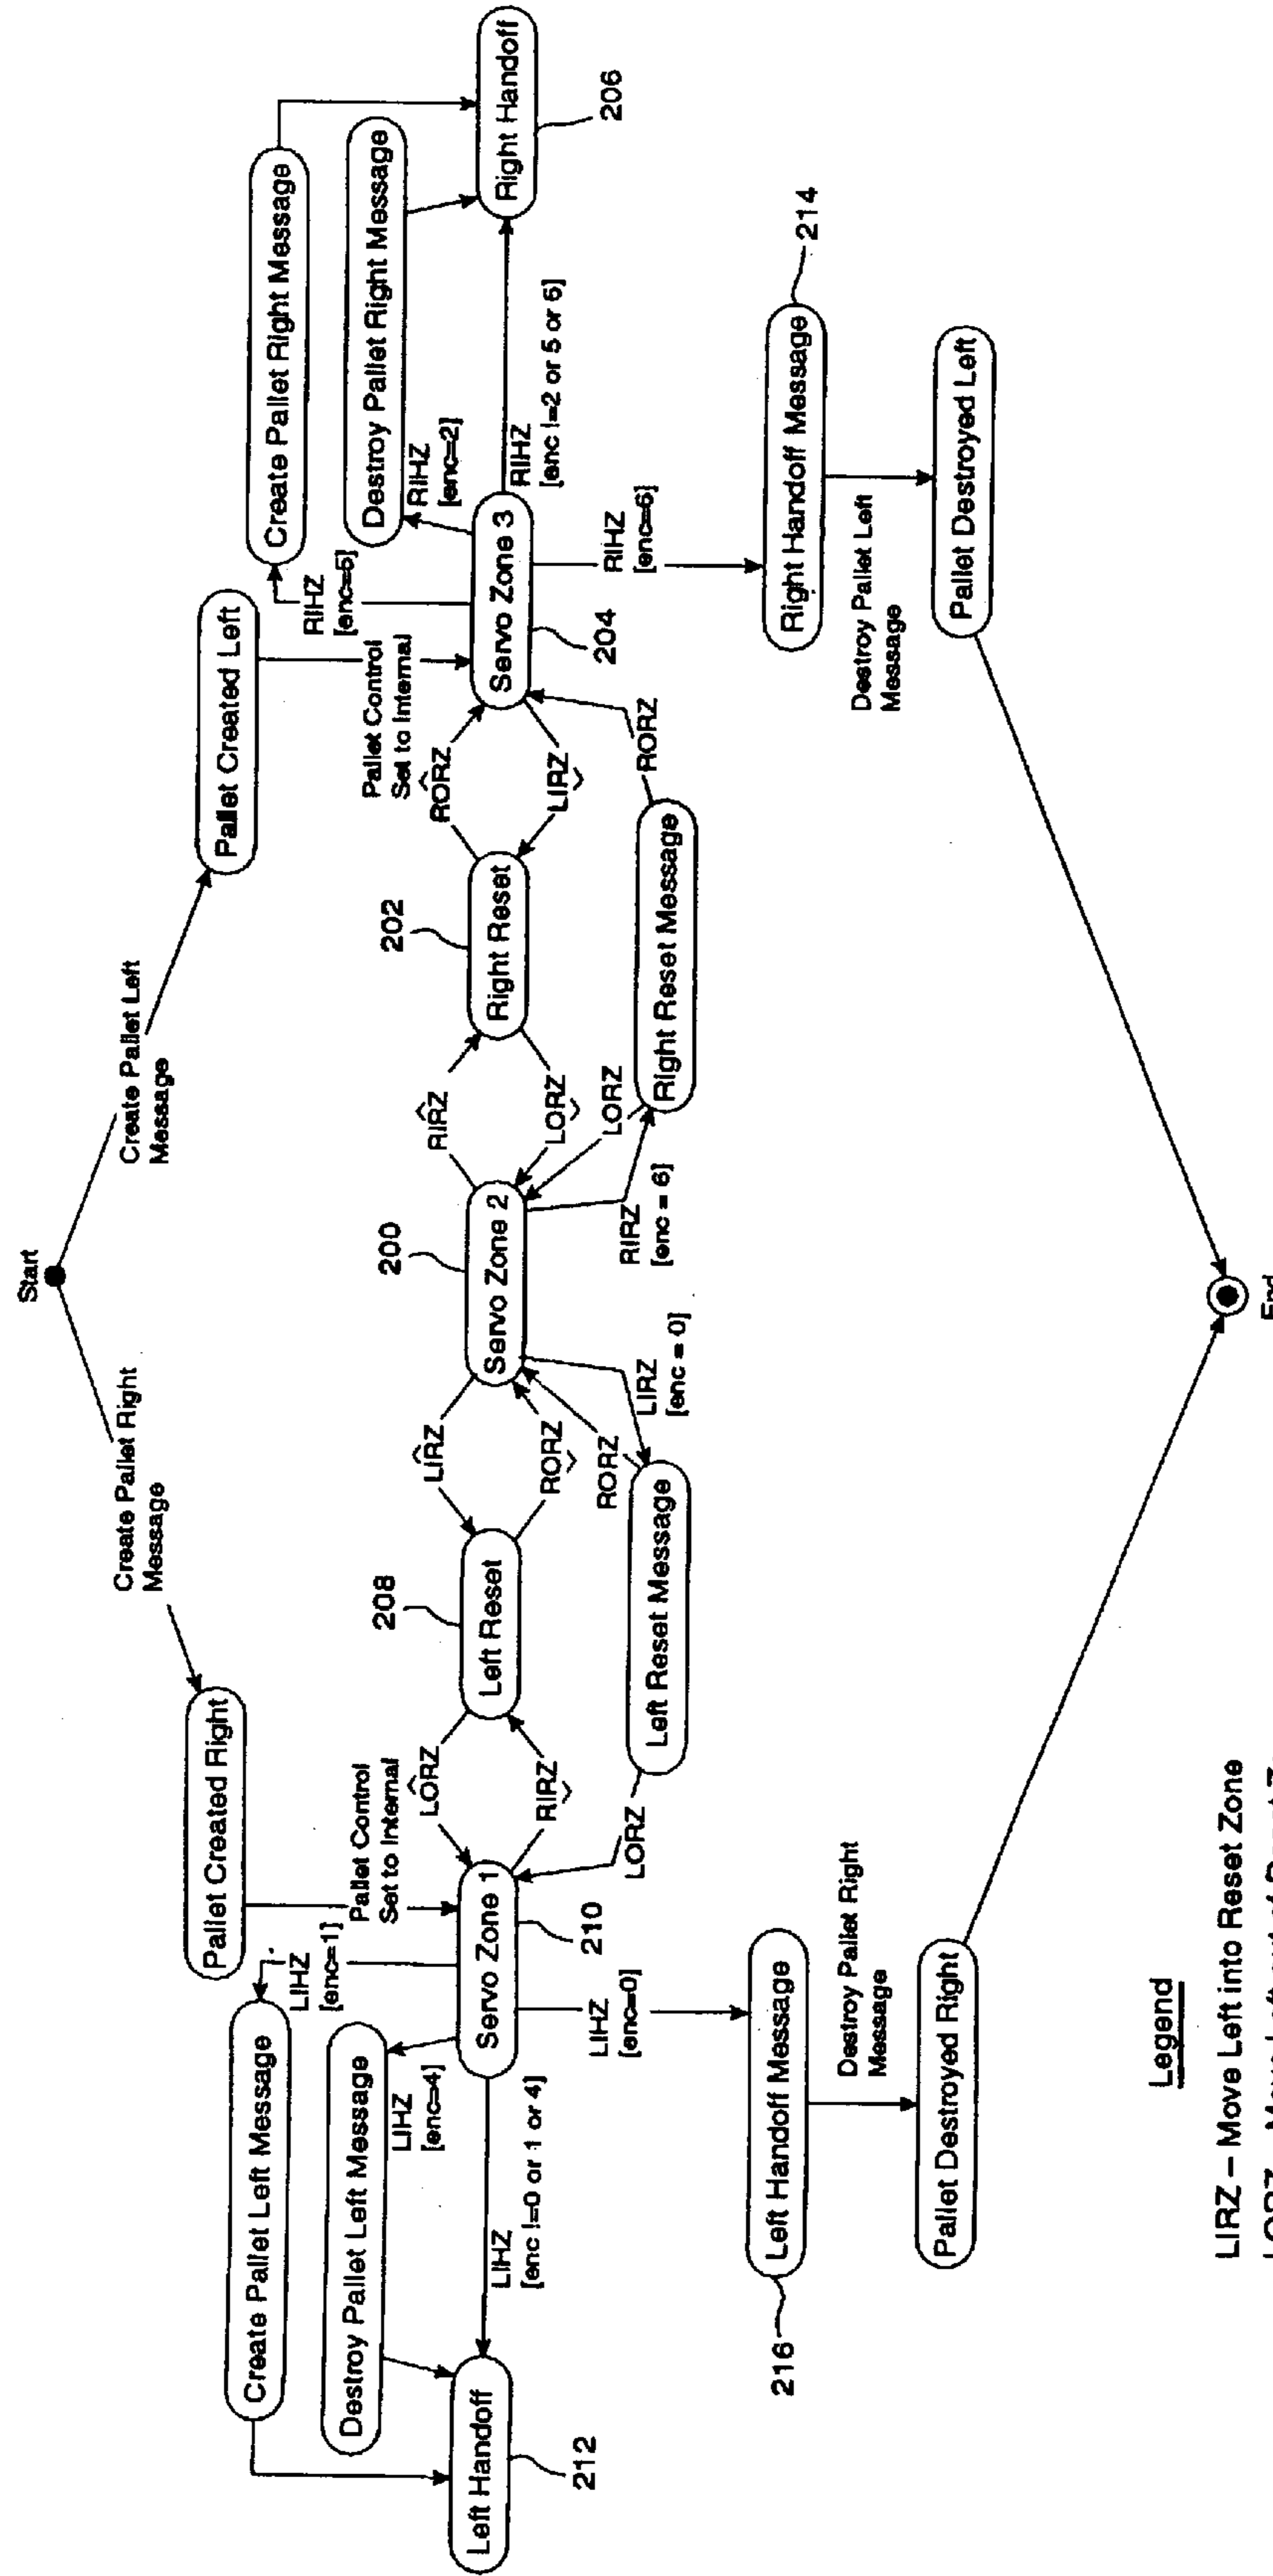 Start
Create Pallet Right
Message
Create Pallet Left
Message
Pallet Created Right
Pallet Created Left
Create Pallet Left Message
LIHZ
[enc=1]
Pallet Control
Set to Internal
Destroy Pallet Left Message
LIHZ
[enc=4]
Left Handoff
212
LIHZ
[enc !=0 or 1 or 4]
Servo Zone 1
210
LORZ
RIRZ
LORZ
Left Reset
208
LIRZ
RORZ
RORZ
Left Reset Message
LIRZ
[enc = 0]
Servo Zone 2
200
RIRZ
LORZ
LORZ
RIRZ
[enc = 6]
Right Reset
202
Right Reset Message
RORZ
LIRZ
RORZ
Pallet Control
Set to Internal
Servo Zone 3
204
RIHZ
[enc=5]
Create Pallet Right Message
RIHZ
[enc=2]
Destroy Pallet Right Message
RIHZ
[enc !=2 or 5 or 6]
Right Handoff
206
LIHZ
[enc=0]
Left Handoff Message
216
Destroy Pallet Right
Message
Pallet Destroyed Right
RIHZ
[enc=6]
Right Handoff Message
214
Destroy Pallet Left
Message
Pallet Destroyed Left
End
Legend
LIRZ – Move Left into Reset Zone
LORZ – Move Left out of Reset